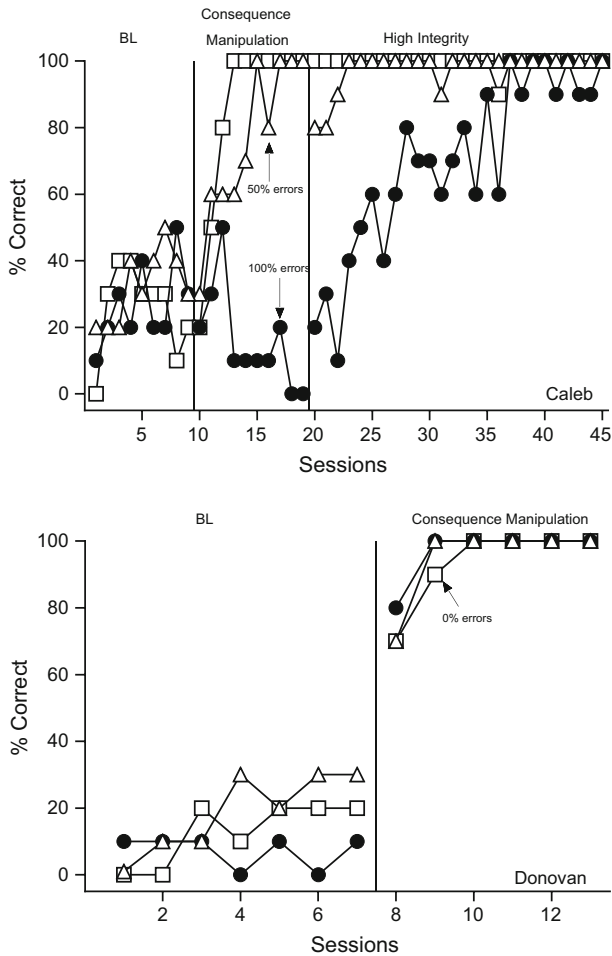 Consequence
BL Manipulation High Integrity
100
80
60
40
20
0
% Correct
50% errors
100% errors
Caleb
5 10 15 20 25 30 35 40 45
Sessions
BL Consequence Manipulation
100
80
60
40
20
0
% Correct
0% errors
Donovan
2 4 6 8 10 12
Sessions